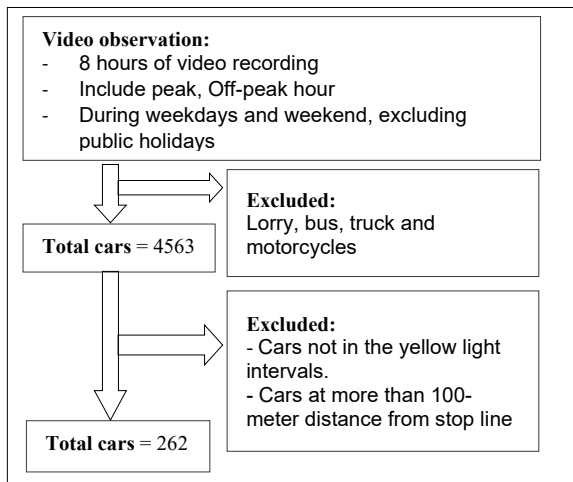 Video observation:
- 8 hours of video recording
- Include peak, Off-peak hour
- During weekdays and weekend, excluding
public holidays
Excluded:
Lorry, bus, truck and
motorcycles
Total cars = 4563
Excluded:
- Cars not in the yellow light
intervals.
- Cars at more than 100-
meter distance from stop line
Total cars = 262